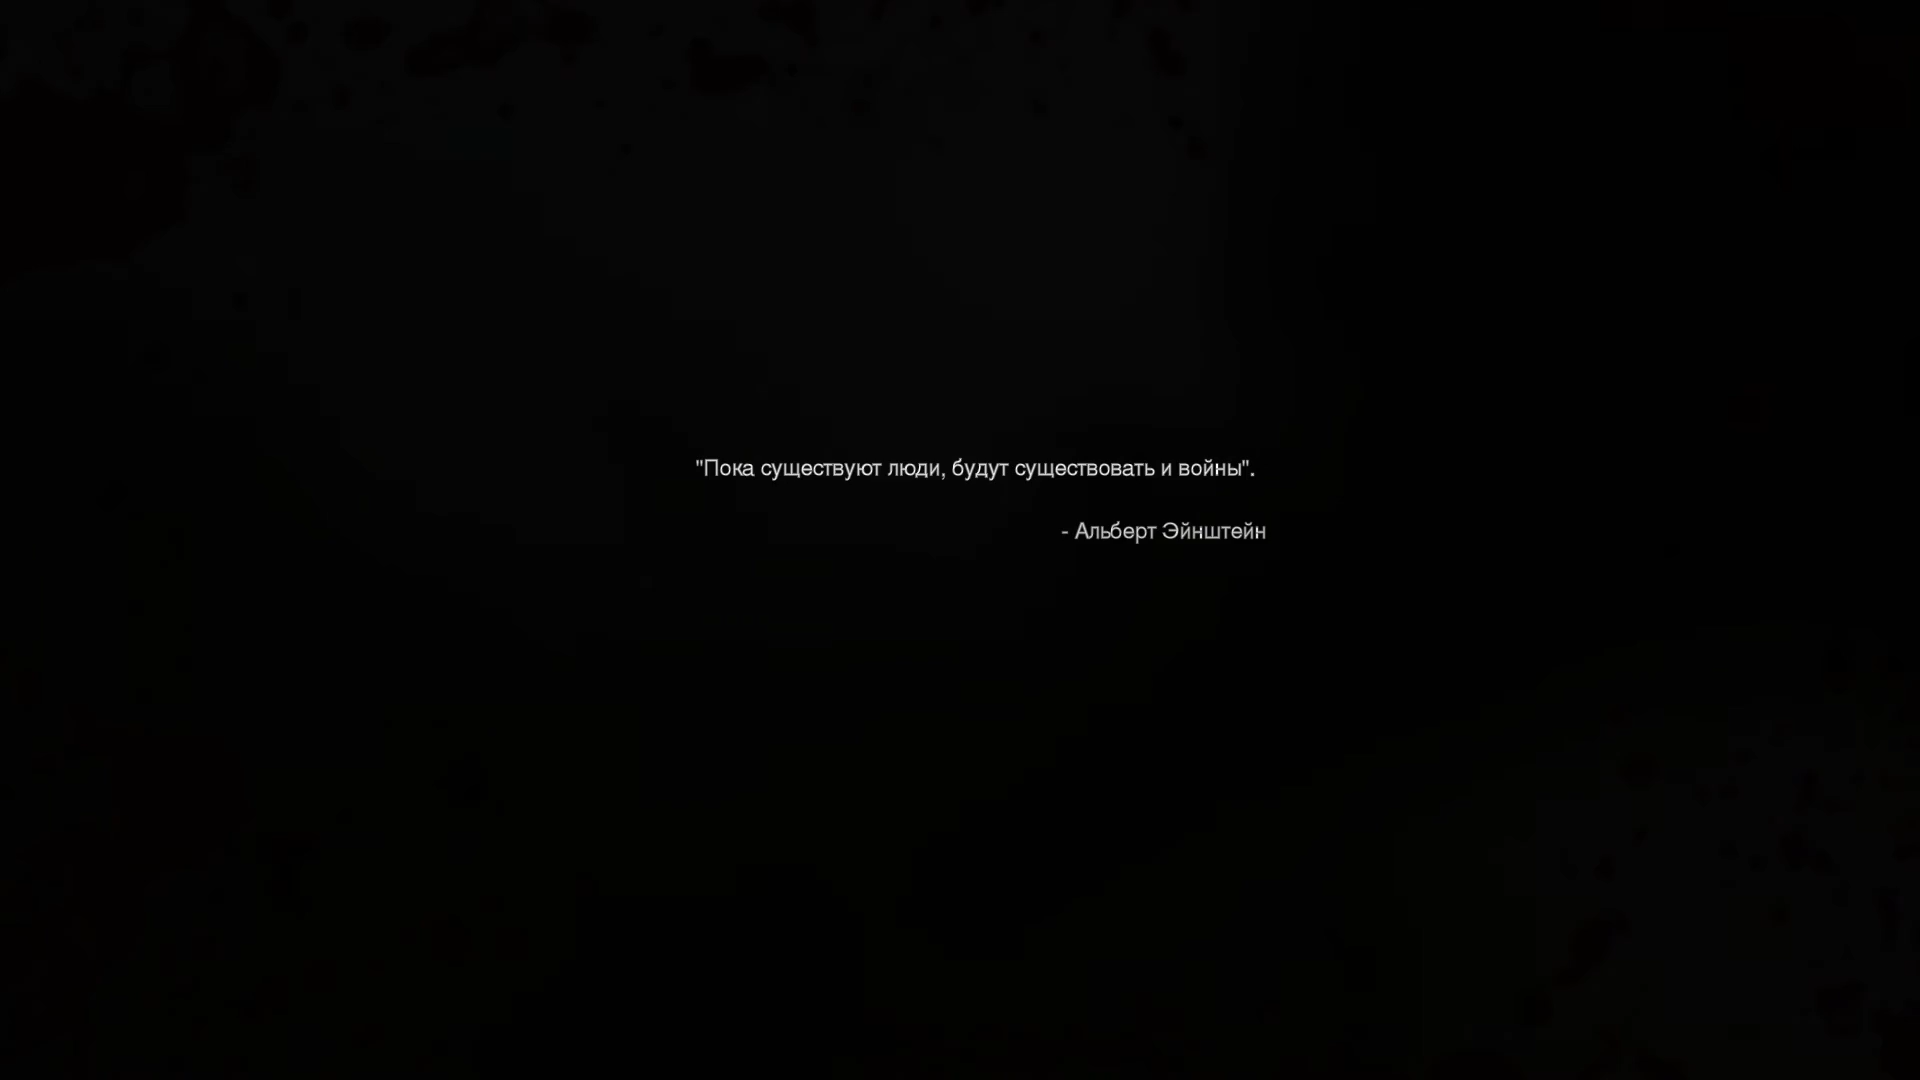 "Пока существуют люди, будут существовать и войны".
- Альберт Эйнштейн